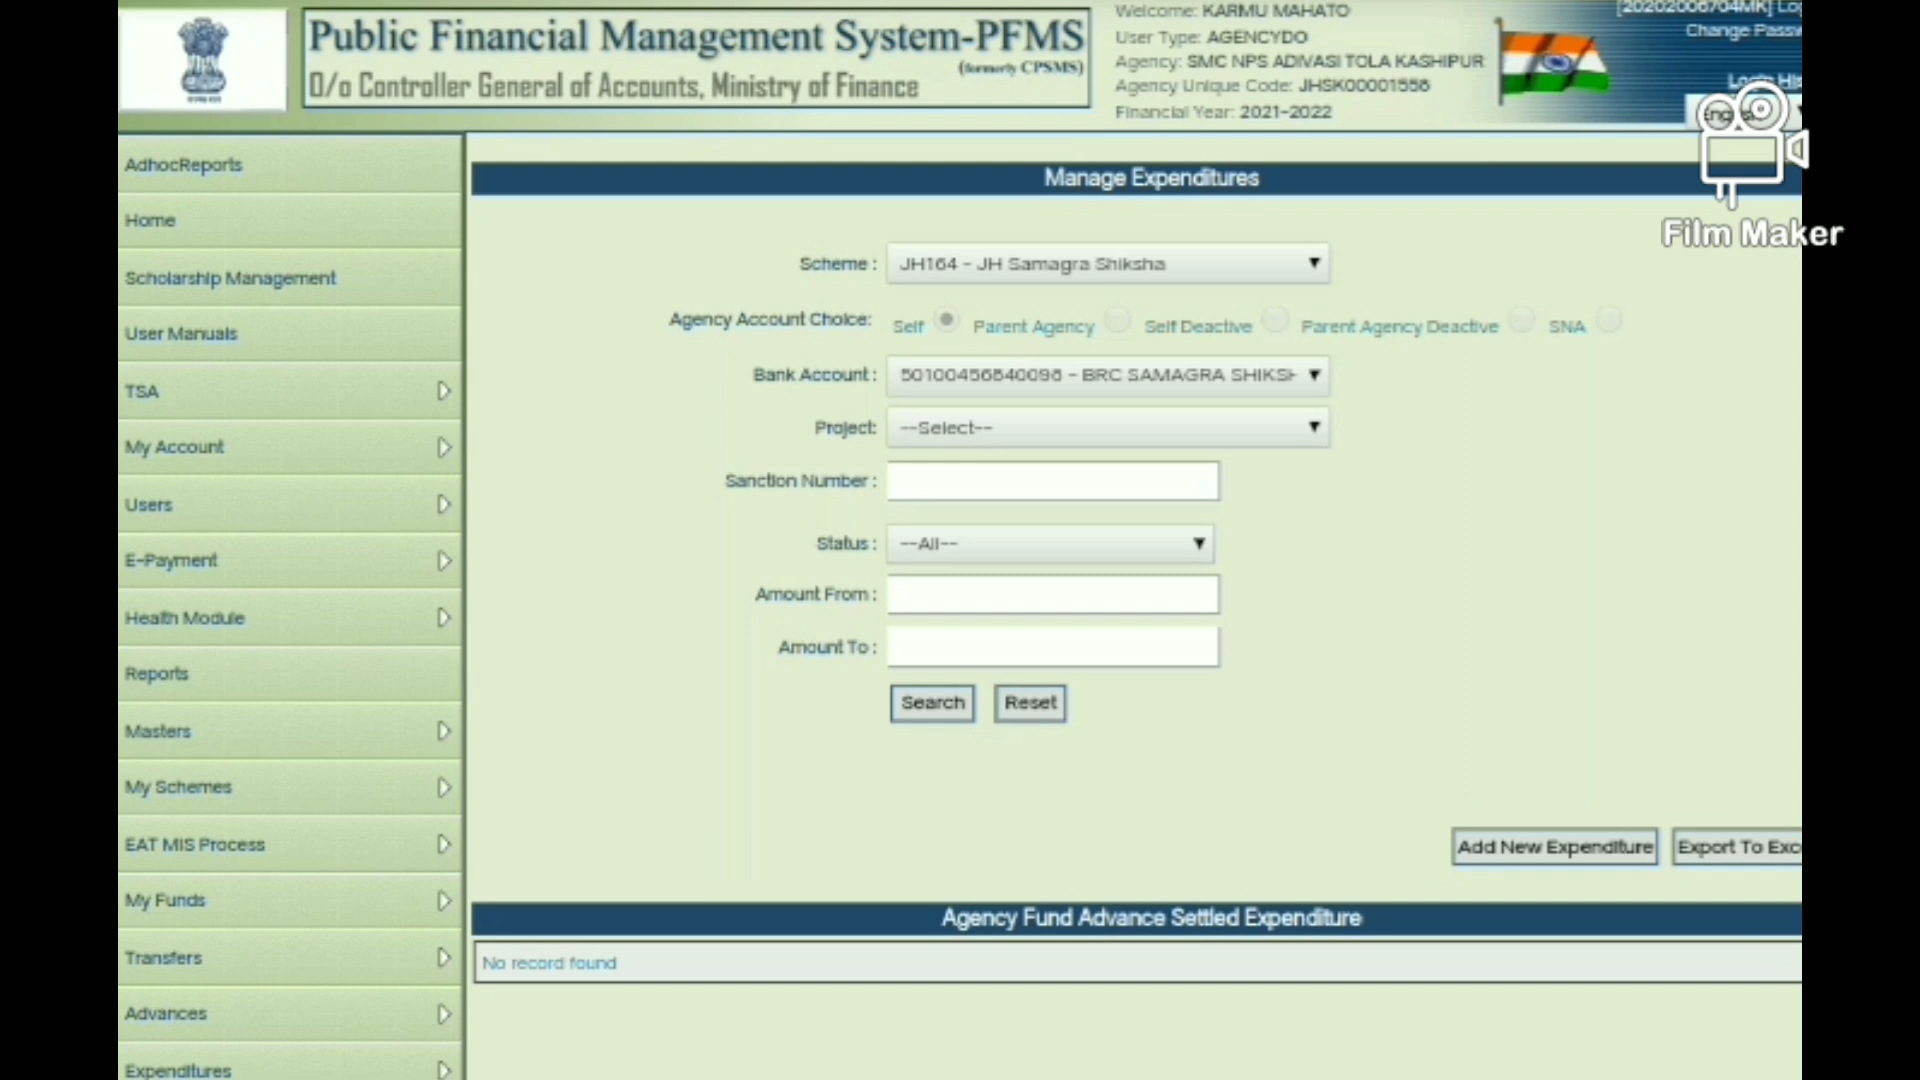 Public Financial Management System-PFMS
(formerly CPSMS)
O/o Controller General of Accounts, Ministry of Finance
Welcome: KARMU MAHATO
User Type: AGENCYDO
Agency: SMC NPS ADIVASI TOLA KASHIPUR
Agency Unique Code: JHSK00001558
Financial Year: 2021-2022
Change
English
Film Maker
AdhocReports
Home
Scholarship Management
User Manuals
TSA
My Account
Users
E-Payment
Health Module
Reports
Masters
My Schemes
EAT MIS Process
My Funds
Transfers
Advances
Expenditures
Manage Expenditures
Scheme : JH164 - JH Samagra Shiksha
Agency Account Choice: Self Parent Agency Self Deactive Parent Agency Deactive SNA
Bank Account : 50100456840098 - BRC SAMAGRA SHIKSH
Project: --Select--
Sanction Number :
Status : --All--
Amount From :
Amount To :
Search Reset
Add New Expenditure Export To Exc
Agency Fund Advance Settled Expenditure
No record found